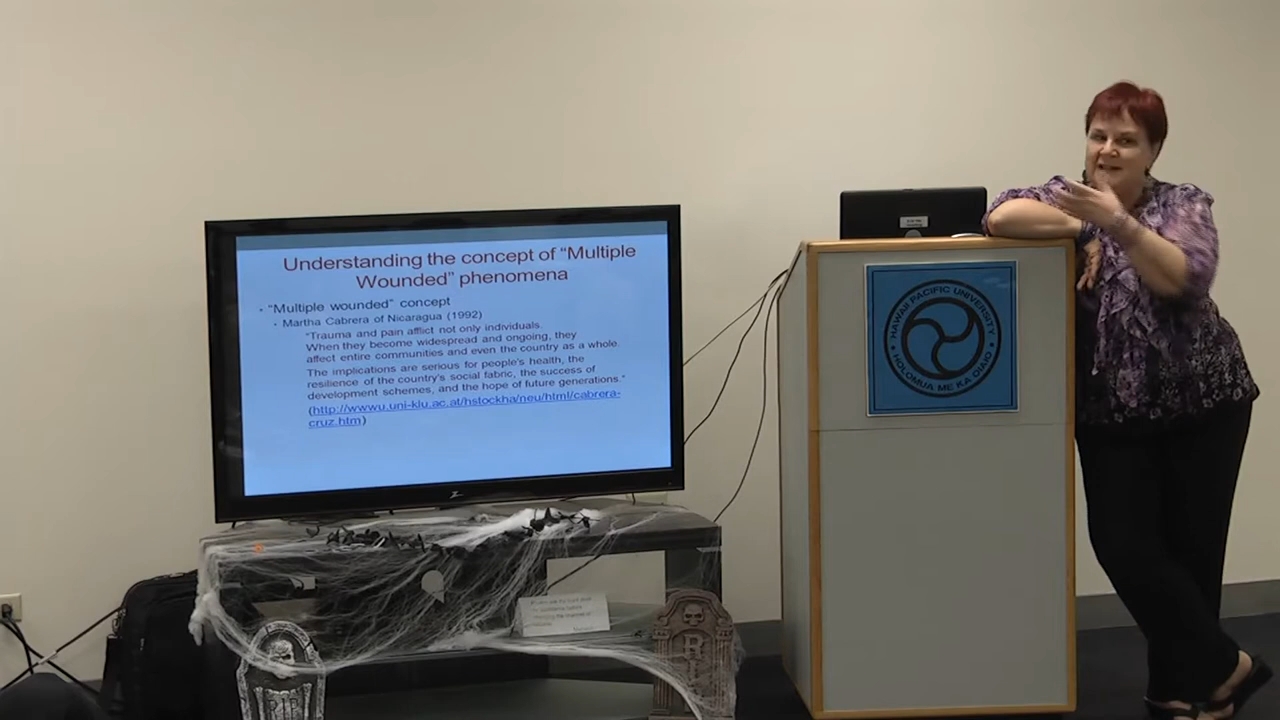 Understanding the concept of “Multiple
Wounded” phenomena
“Multiple wounded” concept
Martha Cabrera of Nicaragua (1992)
“Trauma and pain afflict not only individuals.
When they become widespread and ongoing, they
affect entire communities and even the country as a whole.
The implications are serious for people's health, the
resilience of the country's social fabric, the success of
development schemes, and the hope of future generations.”
(http://wwwu.uni-klu.ac.at/hstockha/neu/html/cabrera-
cruz.htm)
HAWAII PACIFIC UNIVERSITY
HOLOMUA ME KA OIAIO
RIP